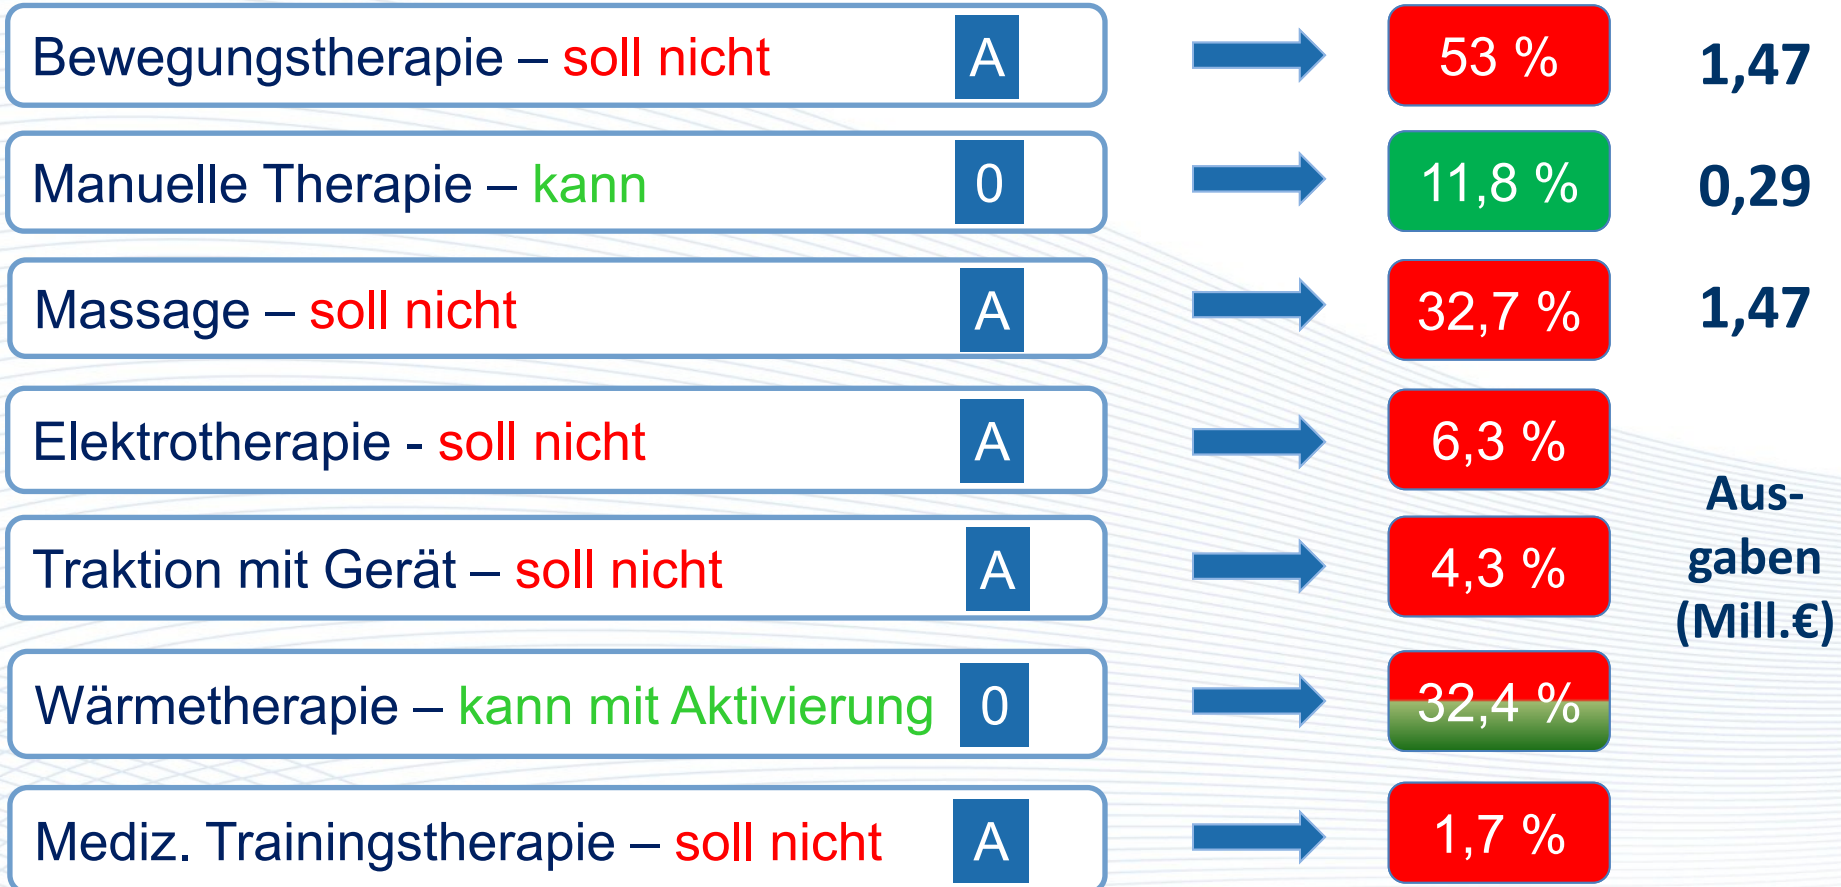 Bewegungstherapie – soll nicht A 53 % 1,47
Manuelle Therapie – kann 0 11,8 % 0,29
Massage – soll nicht A 32,7 % 1,47
Elektrotherapie - soll nicht A 6,3 %
Traktion mit Gerät – soll nicht A 4,3 %
Wärmetherapie – kann mit Aktivierung 0 32,4 %
Mediz. Trainingstherapie – soll nicht A 1,7 %
Aus-
gaben
(Mill.€)